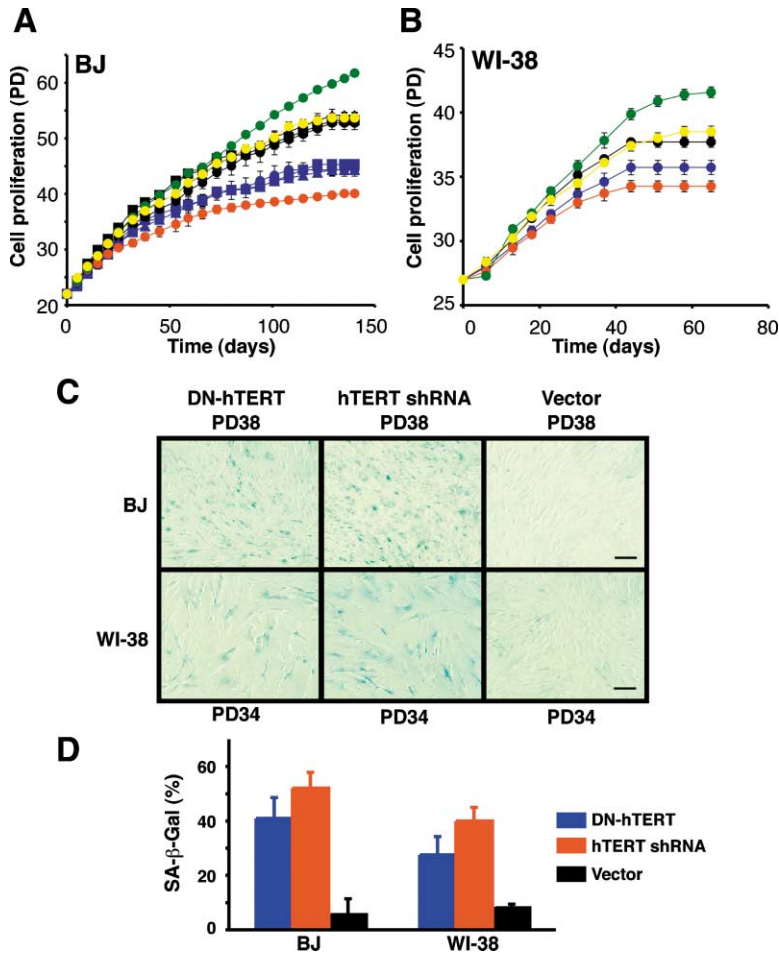 A
BJ
Cell proliferation (PD)
60
50
40
30
20
0
50
100
150
Time (days)
B
WI-38
Cell proliferation (PD)
45
40
35
30
25
0
20
40
60
80
Time (days)
C
DN-hTERT hTERT shRNA Vector
PD38 PD38 PD38
BJ
WI-38
PD34 PD34 PD34
D
SA-β-Gal (%)
60
40
20
0
BJ
WI-38
DN-hTERT
hTERT shRNA
Vector